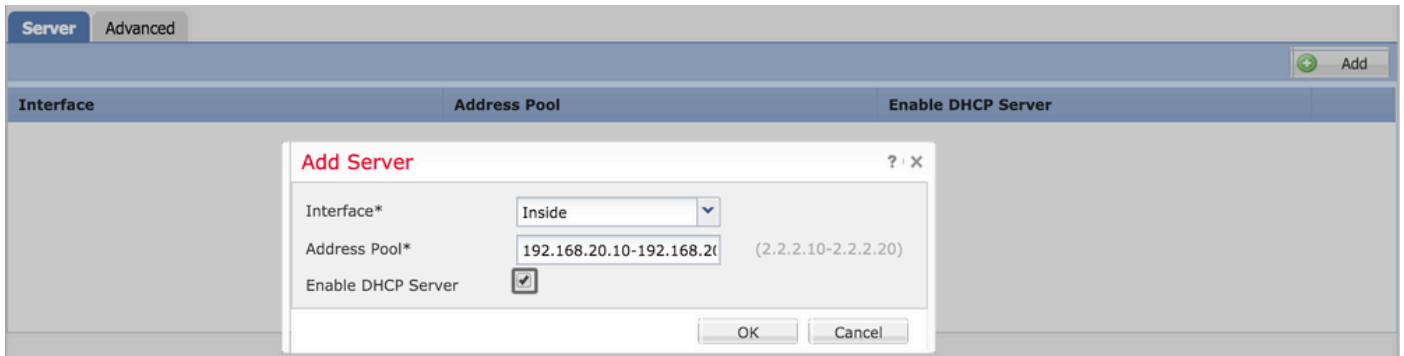 Server Advanced
Add
Interface Address Pool Enable DHCP Server
Add Server ? X
Interface* Inside
Address Pool* 192.168.20.10-192.168.20 (2.2.2.10-2.2.2.20)
Enable DHCP Server
OK Cancel